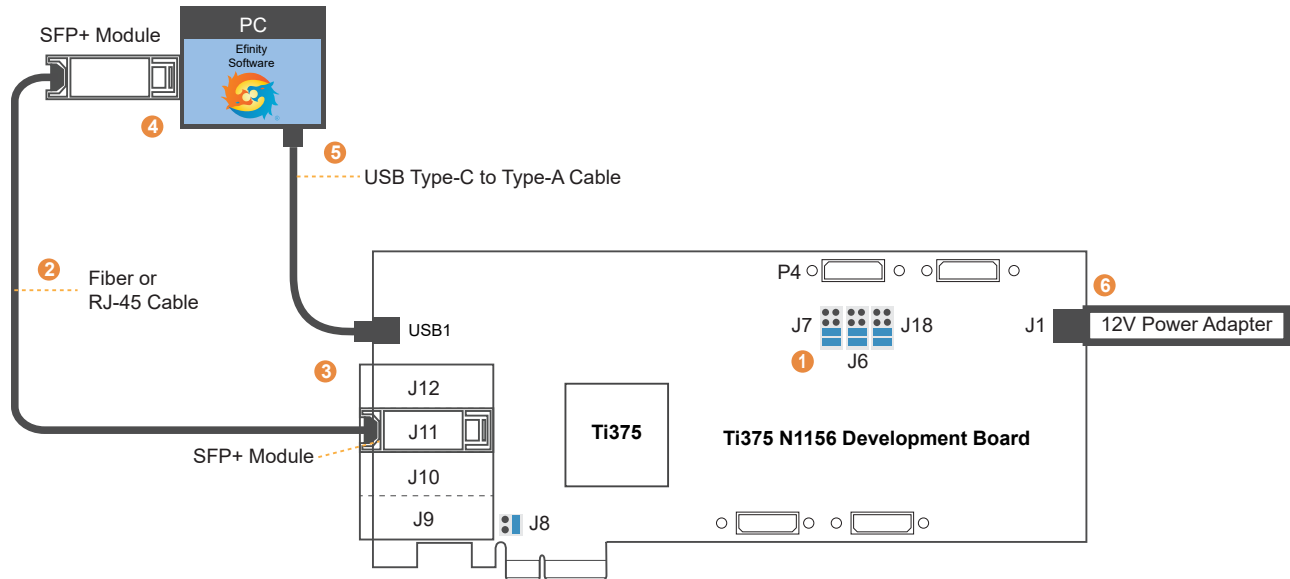 SFP+ Module
PC
Efinity
Software
®
4
5
USB Type-C to Type-A Cable
2
Fiber or
RJ-45 Cable
P4
6
USB1
J7
J18
J1
12V Power Adapter
1
J6
3
J12
J11
Ti375
Ti375 N1156 Development Board
SFP+ Module
J10
J9
J8